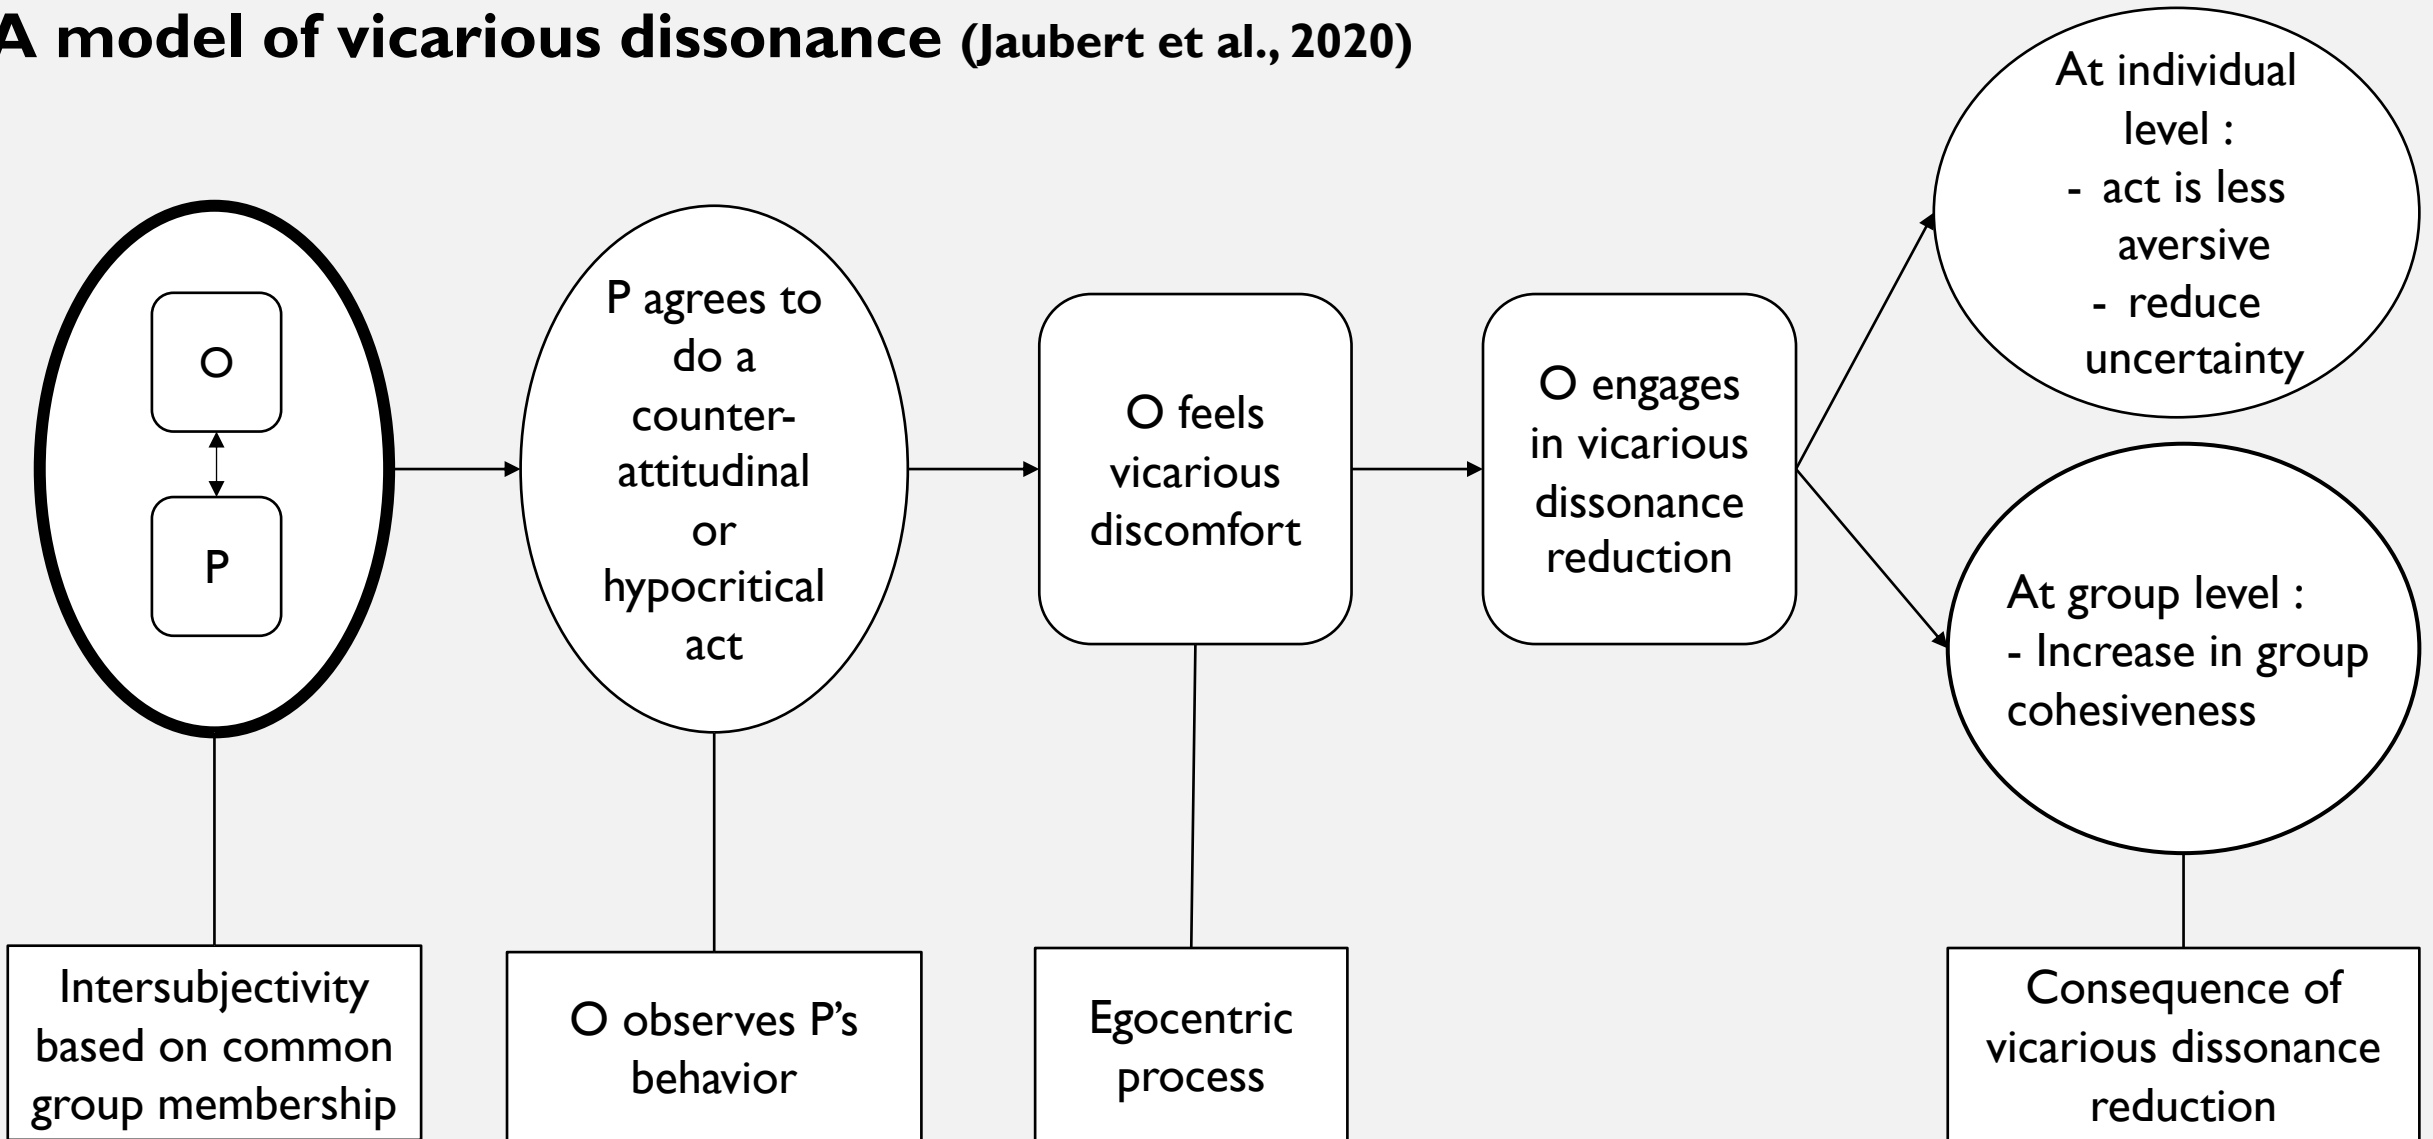 A model of vicarious dissonance (Jaubert et al., 2020)
O
P
P agrees to
do a
counter-
attitudinal
or
hypocritical
act
O feels
vicarious
discomfort
O engages
in vicarious
dissonance
reduction
At individual
level :
- act is less
aversive
- reduce
uncertainty
At group level :
- Increase in group
cohesiveness
Intersubjectivity
based on common
group membership
O observes P’s
behavior
Egocentric
process
Consequence of
vicarious dissonance
reduction